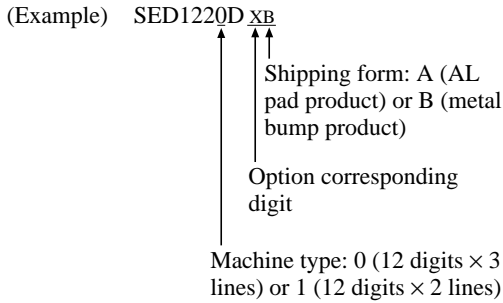 (Example) SED1220D XB
Shipping form: A (AL
pad product) or B (metal
bump product)
Option corresponding
digit
Machine type: 0 (12 digits × 3
lines) or 1 (12 digits × 2 lines)